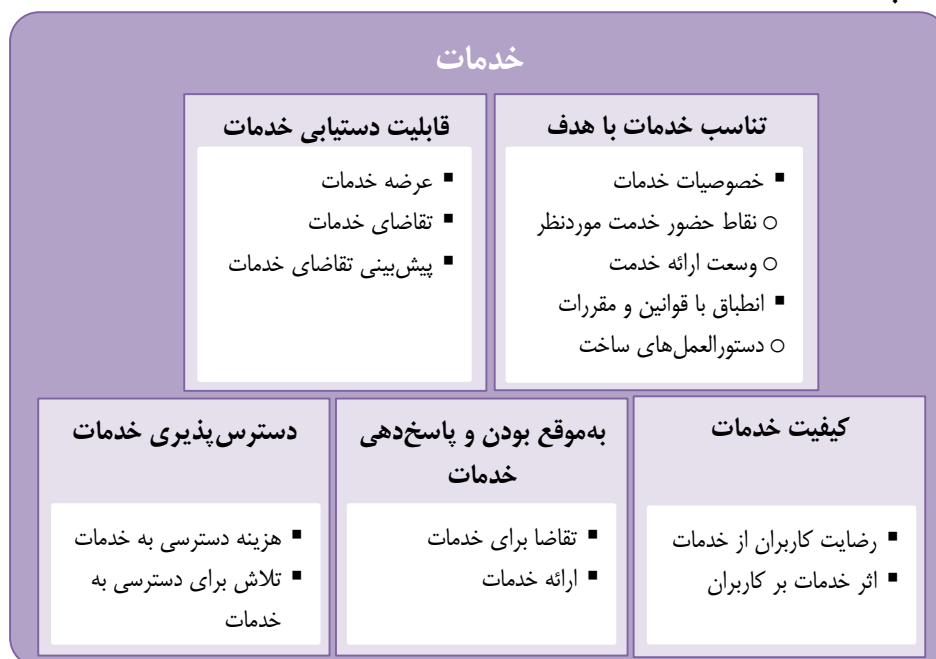 خدمات
تناسب خدمات با هدف
▪ خصوصیات خدمات
○ نقاط حضور خدمت موردنظر
○ وسعت ارائه خدمت
▪ انطباق با قوانین و مقررات
○ دستورالعمل‌های ساخت
قابلیت دستیابی خدمات
▪ عرضه خدمات
▪ تقاضای خدمات
▪ پیش‌بینی تقاضای خدمات
کیفیت خدمات
▪ رضایت کاربران از خدمات
▪ اثر خدمات بر کاربران
به‌موقع بودن و پاسخ‌دهی
خدمات
▪ تقاضا برای خدمات
▪ ارائه خدمات
دسترس‌پذیری خدمات
▪ هزینه دسترسی به خدمات
▪ تلاش برای دسترسی به
خدمات